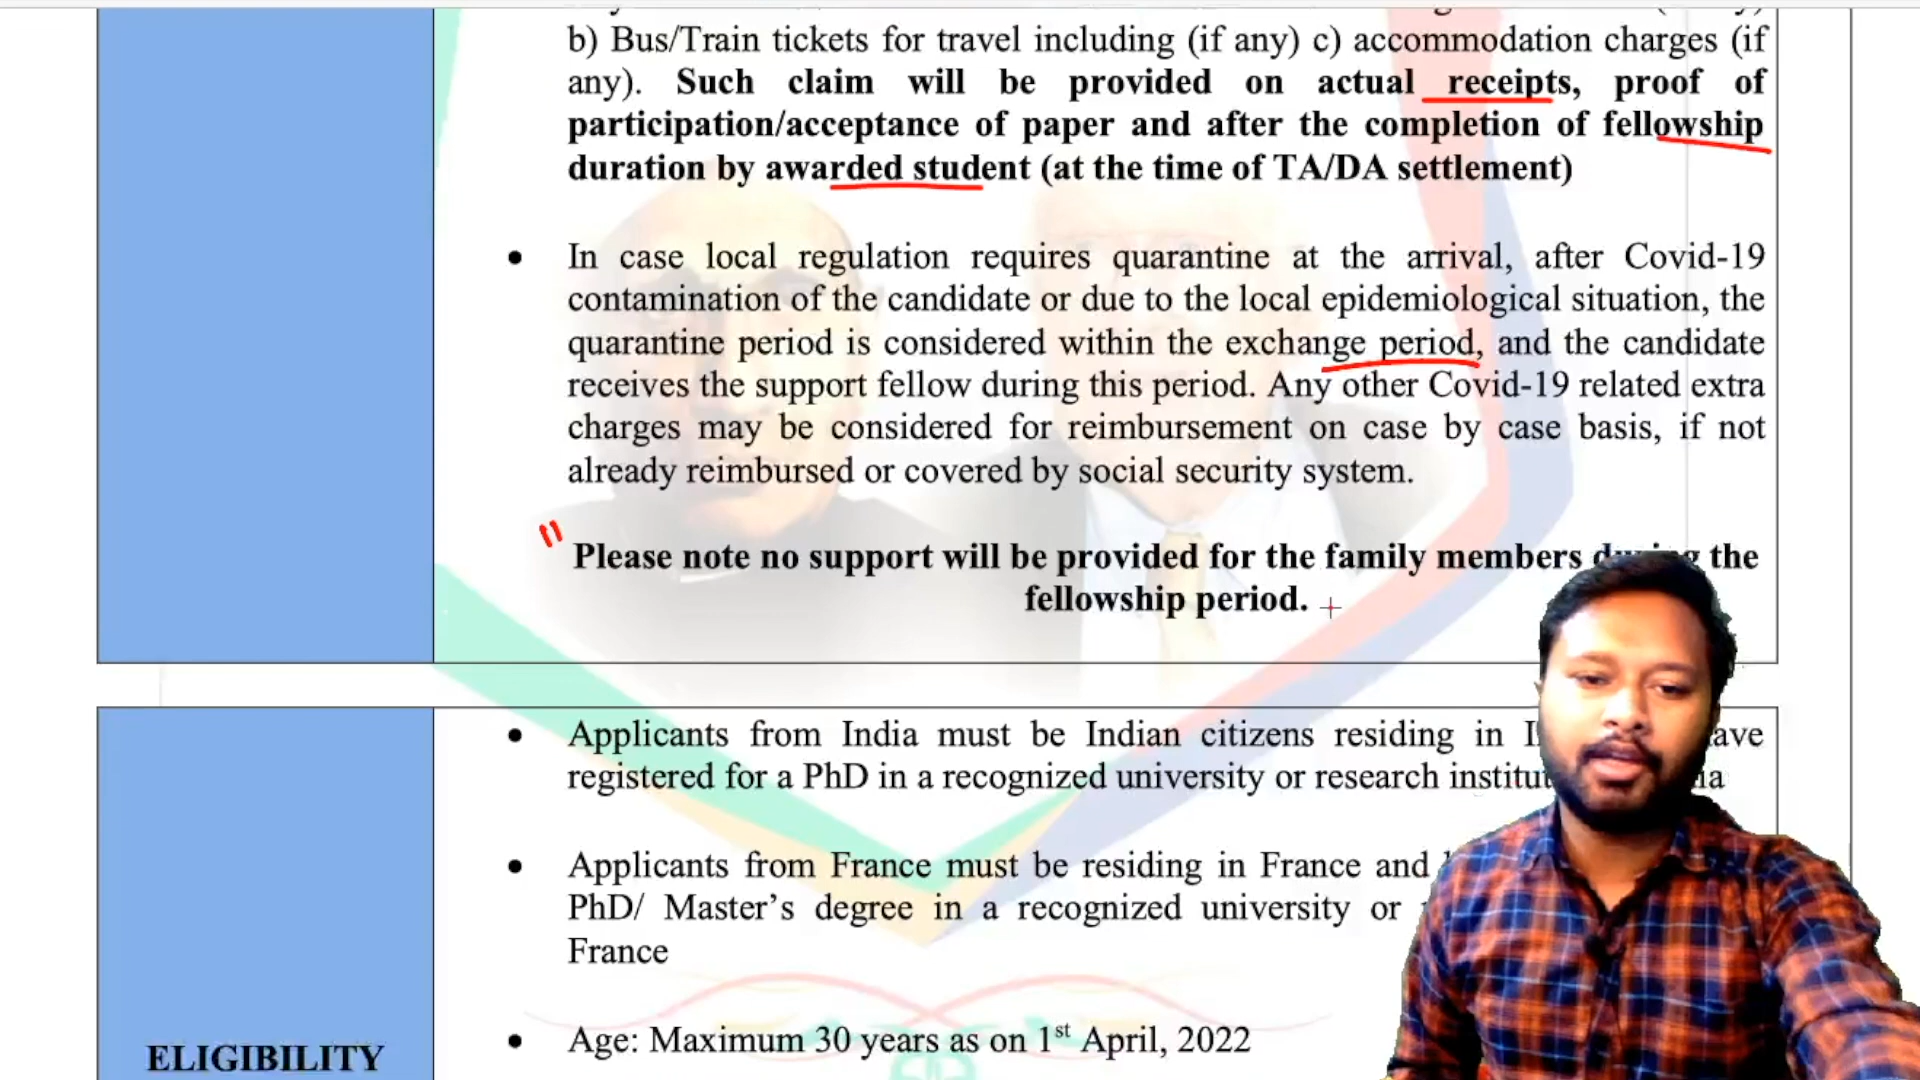 b) Bus/Train tickets for travel including (if any) c) accommodation charges (if
any). Such claim will be provided on actual receipts, proof of
participation/acceptance of paper and after the completion of fellowship
duration by awarded student (at the time of TA/DA settlement)
• In case local regulation requires quarantine at the arrival, after Covid-19
contamination of the candidate or due to the local epidemiological situation, the
quarantine period is considered within the exchange period, and the candidate
receives the support fellow during this period. Any other Covid-19 related extra
charges may be considered for reimbursement on case by case basis, if not
already reimbursed or covered by social security system.
Please note no support will be provided for the family members the
fellowship period.
• Applicants from India must be Indian citizens residing in
registered for a PhD in a recognized university or research
• Applicants from France must be residing in France and
PhD/ Master’s degree in a recognized university or
France
• Age: Maximum 30 years as on 1st April, 2022
ELIGIBILITY